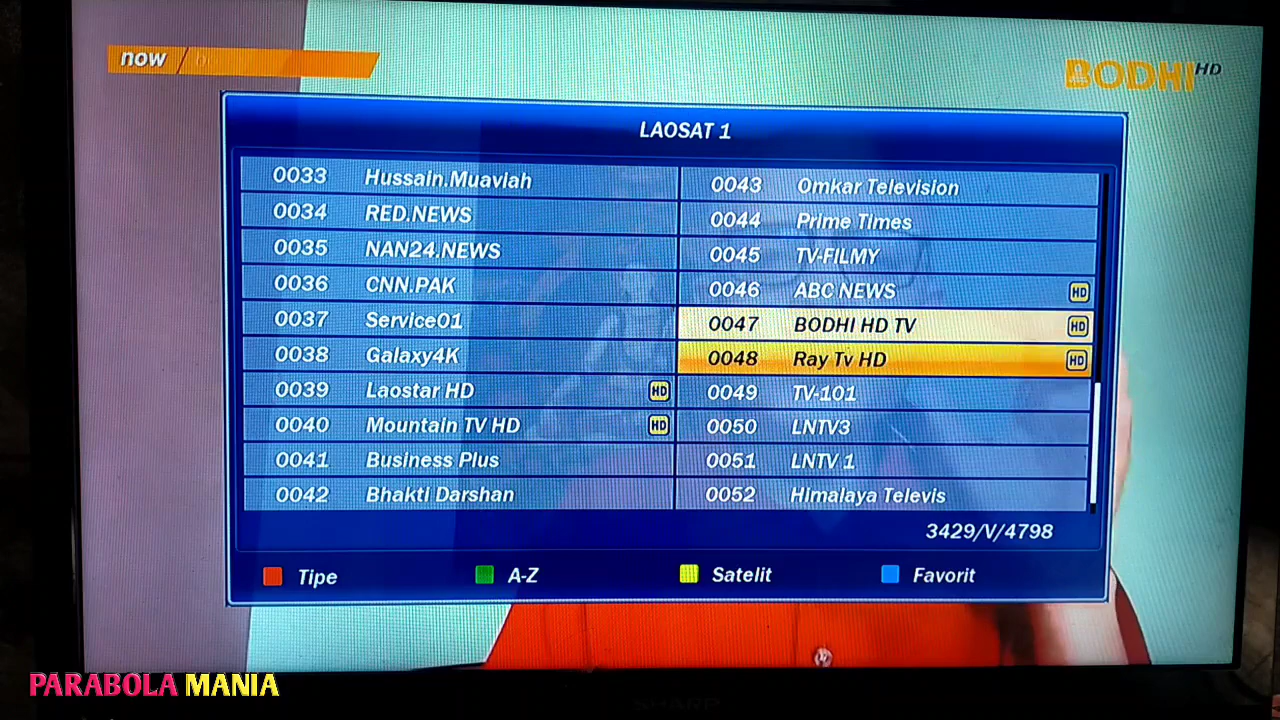 now
BODHI HD
LAOSAT 1
0033 Hussain.Muaviah
0034 RED.NEWS
0035 NAN24.NEWS
0036 CNN.PAK
0037 Service01
0038 Galaxy4K
0039 Laostar HD HD
0040 Mountain TV HD HD
0041 Business Plus
0042 Bhakti Darshan
0043 Omkar Television
0044 Prime Times
0045 TV-FILMY
0046 ABC NEWS HD
0047 BODHI HD TV HD
0048 Ray Tv HD HD
0049 TV-101
0050 LNTV3
0051 LNTV 1
0052 Himalaya Televis
3429/V/4798
Tipe A-Z Satelit Favorit
PARABOLA MANIA
SHARP